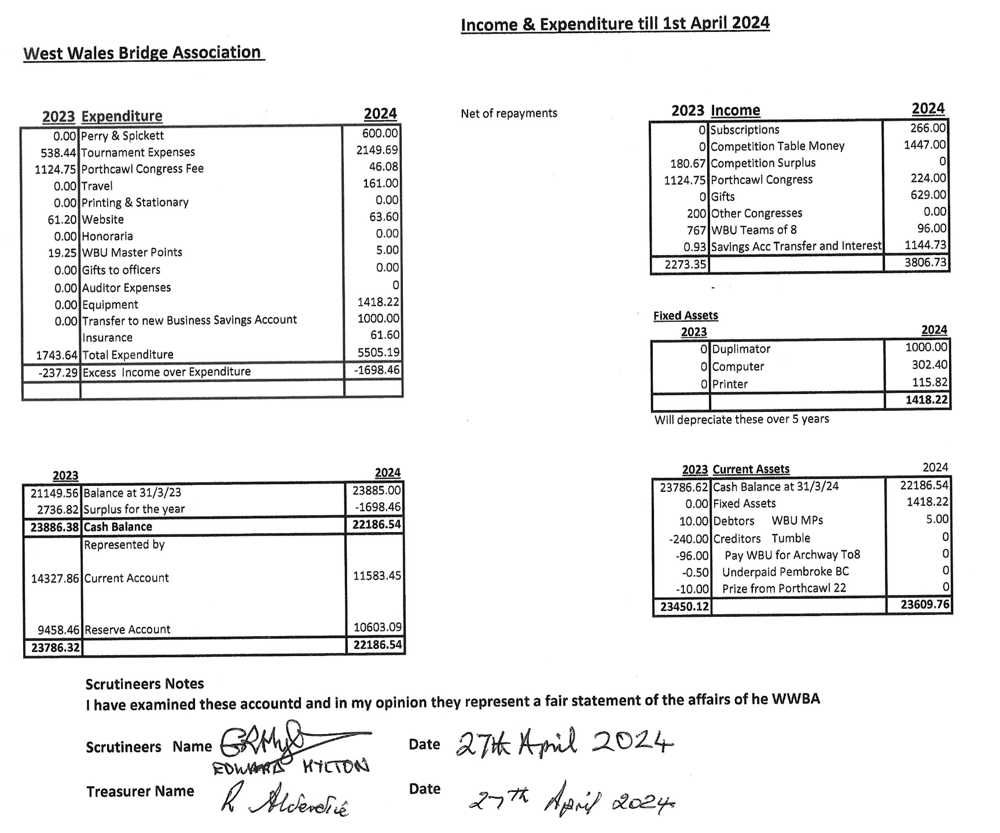 Income & Expenditure till 1st April 2024
West Wales Bridge Association
2023 Expenditure 2024
0.00 Perry & Spickett 600.00
538.44 Tournament Expenses 2149.69
1124.75 Porthcawl Congress Fee 46.08
0.00 Travel 161.00
0.00 Printing & Stationary 0.00
61.20 Website 63.60
0.00 Honoraria 0.00
19.25 WBU Master Points 5.00
0.00 Gifts to officers 0.00
0.00 Auditor Expenses 0
0.00 Equipment 1418.22
0.00 Transfer to new Business Savings Account 1000.00
Insurance 61.60
1743.64 Total Expenditure 5505.19
-237.29 Excess Income over Expenditure -1698.46
Net of repayments
2023 Income 2024
0 Subscriptions 266.00
0 Competition Table Money 1447.00
180.67 Competition Surplus 0
1124.75 Porthcawl Congress 224.00
0 Gifts 629.00
200 Other Congresses 0.00
767 WBU Teams of 8 96.00
0.93 Savings Acc Transfer and Interest 1144.73
2273.35 3806.73
Fixed Assets
2023 2024
0 Duplimator 1000.00
0 Computer 302.40
0 Printer 115.82
1418.22
Will depreciate these over 5 years
2023 2024
21149.56 Balance at 31/3/23 23885.00
2736.82 Surplus for the year -1698.46
23886.38 Cash Balance 22186.54
Represented by
14327.86 Current Account 11583.45
9458.46 Reserve Account 10603.09
23786.32 22186.54
2023 Current Assets 2024
23786.62 Cash Balance at 31/3/24 22186.54
0.00 Fixed Assets 1418.22
10.00 Debtors WBU MPs 5.00
-240.00 Creditors Tumble 0
-96.00 Pay WBU for Archway To8 0
-0.50 Underpaid Pembroke BC 0
-10.00 Prize from Porthcawl 22 0
23450.12 23609.76
Scrutineers Notes
I have examined these accountd and in my opinion they represent a fair statement of the affairs of he WWBA
Scrutineers Name Date 27th April 2024
EDWARD HYLTON
Treasurer Name R Date 27th April 2024